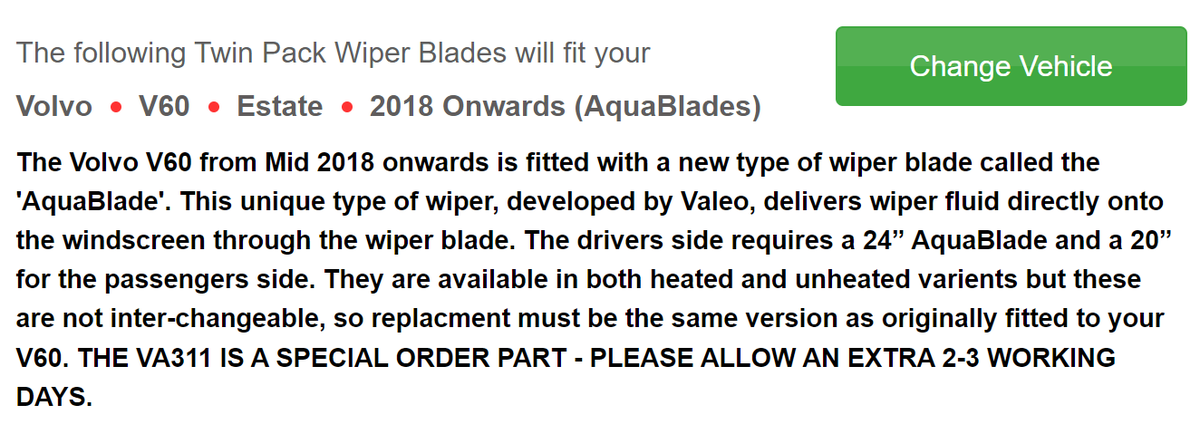 The following Twin Pack Wiper Blades will fit your
Change Vehicle
Volvo • V60 • Estate • 2018 Onwards (AquaBlades)
The Volvo V60 from Mid 2018 onwards is fitted with a new type of wiper blade called the
'AquaBlade'. This unique type of wiper, developed by Valeo, delivers wiper fluid directly onto
the windscreen through the wiper blade. The drivers side requires a 24” AquaBlade and a 20”
for the passengers side. They are available in both heated and unheated varients but these
are not inter-changeable, so replacment must be the same version as originally fitted to your
V60. THE VA311 IS A SPECIAL ORDER PART - PLEASE ALLOW AN EXTRA 2-3 WORKING
DAYS.